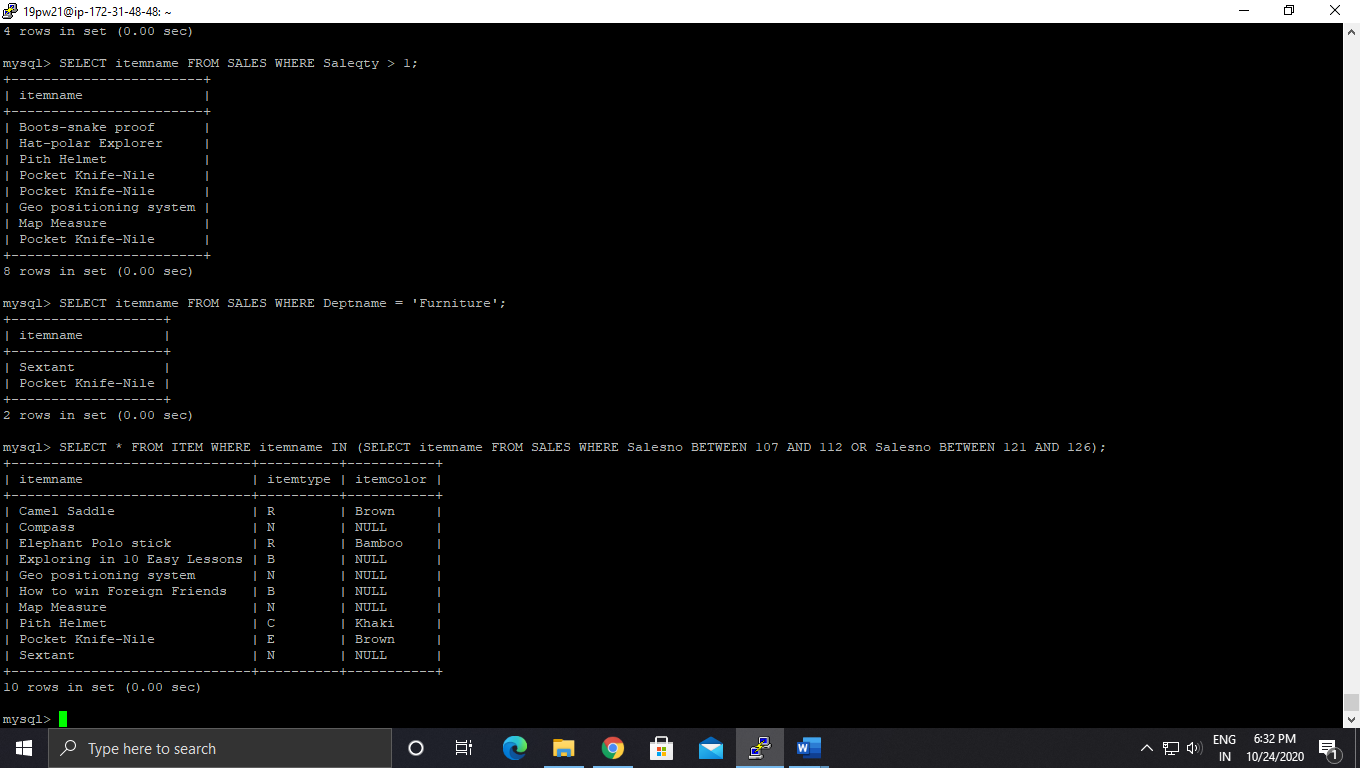 19pw21@ip-172-31-48-48: ~
4 rows in set (0.00 sec)
mysql> SELECT itemname FROM SALES WHERE Saleqty > 1;
+------------------------+
| itemname               |
+------------------------+
| Boots-snake proof      |
| Hat-polar Explorer     |
| Pith Helmet            |
| Pocket Knife-Nile      |
| Pocket Knife-Nile      |
| Geo positioning system |
| Map Measure            |
| Pocket Knife-Nile      |
+------------------------+
8 rows in set (0.00 sec)
mysql> SELECT itemname FROM SALES WHERE Deptname = 'Furniture';
+-------------------+
| itemname          |
+-------------------+
| Sextant           |
| Pocket Knife-Nile |
+-------------------+
2 rows in set (0.00 sec)
mysql> SELECT * FROM ITEM WHERE itemname IN (SELECT itemname FROM SALES WHERE Salesno BETWEEN 107 AND 112 OR Salesno BETWEEN 121 AND 126);
+------------------------------+----------+-----------+
| itemname                     | itemtype | itemcolor |
+------------------------------+----------+-----------+
| Camel Saddle                 | R        | Brown     |
| Compass                      | N        | NULL      |
| Elephant Polo stick          | R        | Bamboo    |
| Exploring in 10 Easy Lessons | B        | NULL      |
| Geo positioning system       | N        | NULL      |
| How to win Foreign Friends   | B        | NULL      |
| Map Measure                  | N        | NULL      |
| Pith Helmet                  | C        | Khaki     |
| Pocket Knife-Nile            | E        | Brown     |
| Sextant                      | N        | NULL      |
+------------------------------+----------+-----------+
10 rows in set (0.00 sec)
mysql>
Type here to search
ENG
IN
6:32 PM
10/24/2020
1